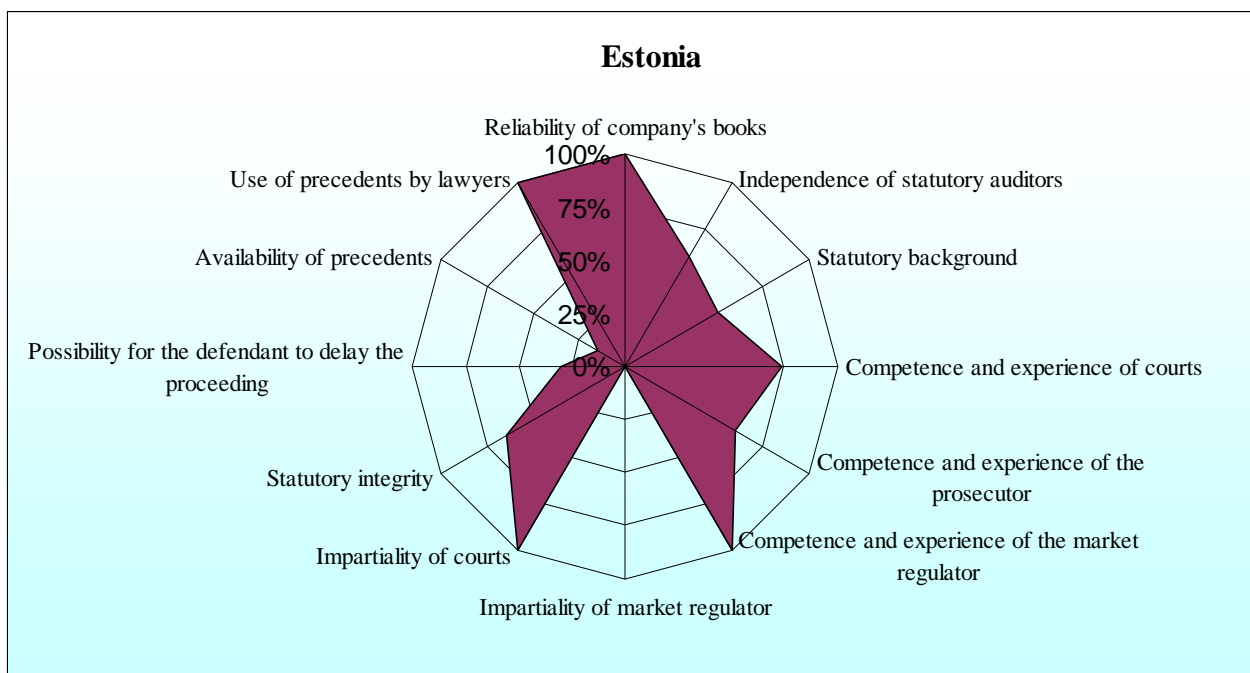 Estonia
Reliability of company's books
100%
75%
50%
25%
0%
Independence of statutory auditors
Statutory background
Competence and experience of courts
Competence and experience of the
prosecutor
Competence and experience of the market
regulator
Impartiality of market regulator
Impartiality of courts
Statutory integrity
Possibility for the defendant to delay the
proceeding
Availability of precedents
Use of precedents by lawyers